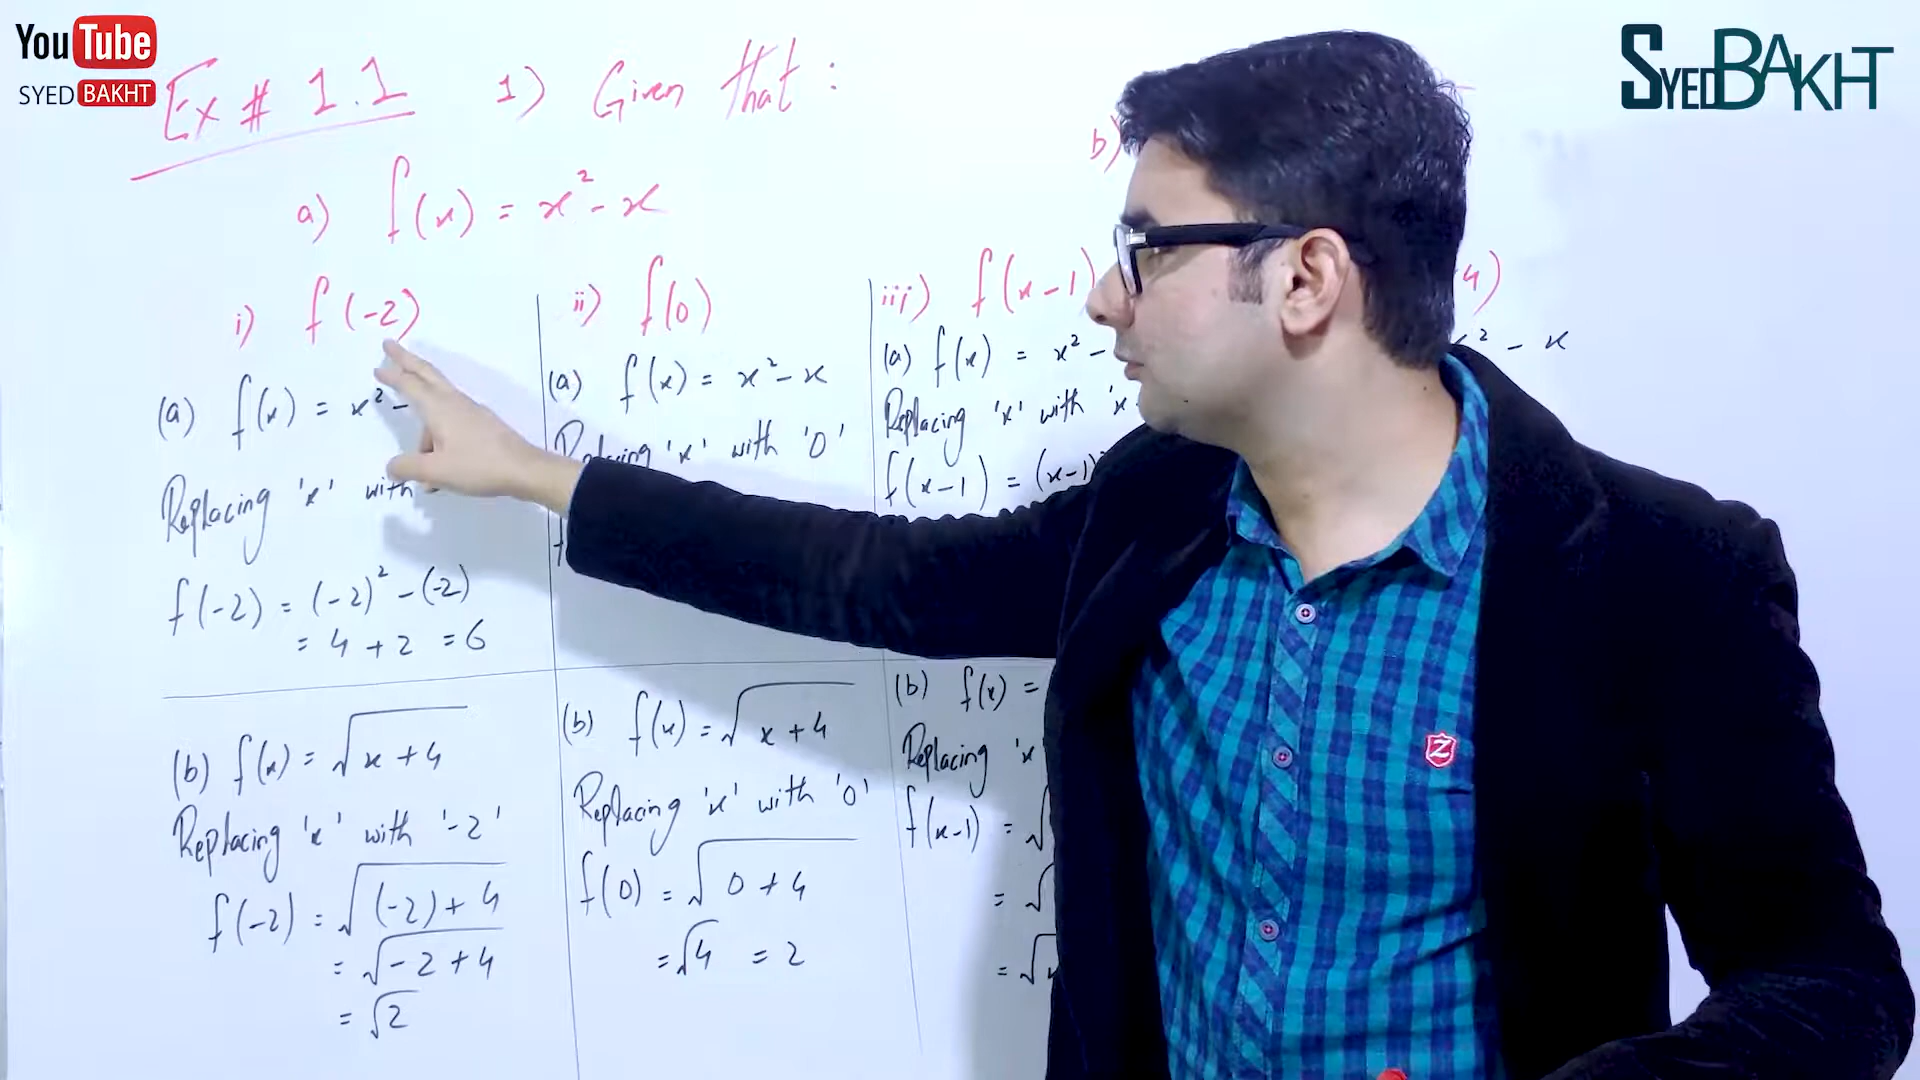 YouTube
SYED BAKHT
SYEDBAKHT
Ex # 1.1 1) Given that :
b)
a) f(x) = x² - x
i) f(-2)
(a) f(x) = x² -
Replacing 'x' with
f(-2) = (-2)² - (-2)
= 4 + 2 = 6
(b) f(x) = √x + 4
Replacing 'x' with '-2'
f(-2) = √(-2) + 4
= √-2 + 4
= √2
ii) f(0)
(a) f(x) = x² - x
Replacing 'x' with '0'
(b) f(x) = √x + 4
Replacing 'x' with '0'
f(0) = √0 + 4
= √4 = 2
iii) f(x-1)
(a) f(x) = x² -
Replacing 'x' with 'x
f(x-1) = (x-1)²
(b) f(x) =
Replacing 'x'
f(x-1) = √
= √
= √
4)
x² - x
Z